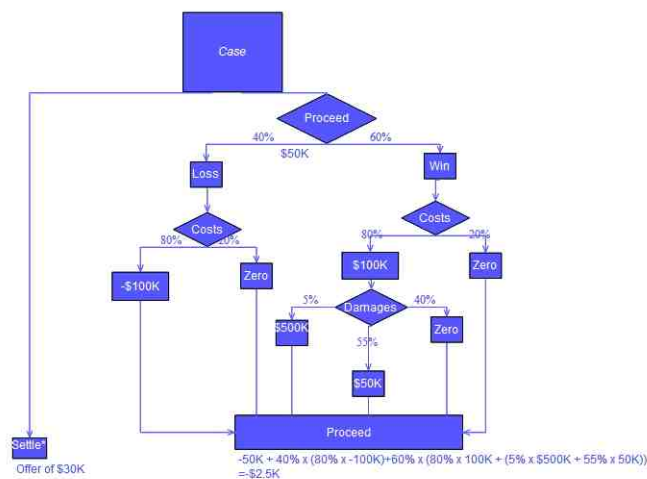 Case
Proceed
40%
60%
$50K
Loss
Win
Costs
Costs
80%
20%
80%
20%
-$100K
Zero
$100K
Zero
5%
Damages
40%
$500K
Zero
55%
$50K
Proceed
Settle*
Offer of $30K
-50K + 40% x (80% x -100K)+60% x (80% x 100K + (5% x $500K + 55% x 50K))
=-$2.5K